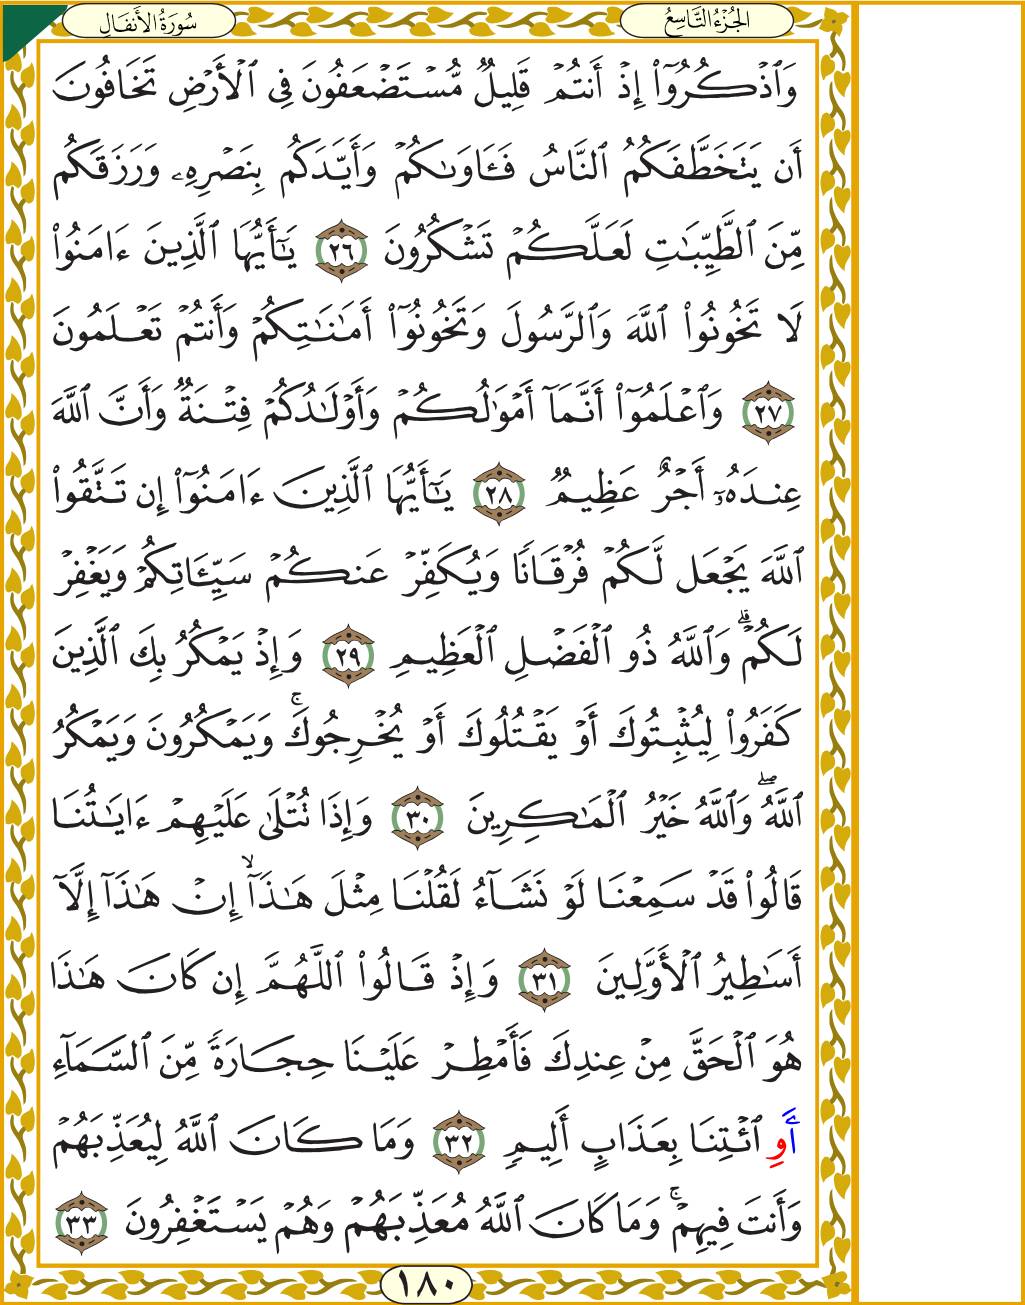 سُورَةُ الأَنفَالِ
الجُزْءُ التَّاسِعُ
وَٱذۡكُرُوٓاْ إِذۡ أَنتُمۡ قَلِيلٌ مُّسۡتَضۡعَفُونَ فِي ٱلۡأَرۡضِ تَخَافُونَ
أَن يَتَخَطَّفَكُمُ ٱلنَّاسُ فَـَٔاوَىٰكُمۡ وَأَيَّدَكُم بِنَصۡرِهِۦ وَرَزَقَكُم
مِّنَ ٱلطَّيِّبَٰتِ لَعَلَّكُمۡ تَشۡكُرُونَ ٢٦ يَٰٓأَيُّهَا ٱلَّذِينَ ءَامَنُواْ
لَا تَخُونُواْ ٱللَّهَ وَٱلرَّسُولَ وَتَخُونُوٓاْ أَمَٰنَٰتِكُمۡ وَأَنتُمۡ تَعۡلَمُونَ
٢٧ وَٱعۡلَمُوٓاْ أَنَّمَآ أَمۡوَٰلُكُمۡ وَأَوۡلَٰدُكُمۡ فِتۡنَةٌ وَأَنَّ ٱللَّهَ
عِندَهُۥٓ أَجۡرٌ عَظِيمٌ ٢٨ يَٰٓأَيُّهَا ٱلَّذِينَ ءَامَنُوٓاْ إِن تَتَّقُواْ
ٱللَّهَ يَجۡعَل لَّكُمۡ فُرۡقَانًا وَيُكَفِّرۡ عَنكُمۡ سَيِّـَٔاتِكُمۡ وَيَغۡفِرۡ
لَكُمۡۗ وَٱللَّهُ ذُو ٱلۡفَضۡلِ ٱلۡعَظِيمِ ٢٩ وَإِذۡ يَمۡكُرُ بِكَ ٱلَّذِينَ
كَفَرُواْ لِيُثۡبِتُوكَ أَوۡ يَقۡتُلُوكَ أَوۡ يُخۡرِجُوكَۚ وَيَمۡكُرُونَ وَيَمۡكُرُ
ٱللَّهُۖ وَٱللَّهُ خَيۡرُ ٱلۡمَٰكِرِينَ ٣٠ وَإِذَا تُتۡلَىٰ عَلَيۡهِمۡ ءَايَٰتُنَا
قَالُواْ قَدۡ سَمِعۡنَا لَوۡ نَشَآءُ لَقُلۡنَا مِثۡلَ هَٰذَآۙ إِنۡ هَٰذَآ إِلَّآ
أَسَٰطِيرُ ٱلۡأَوَّلِينَ ٣١ وَإِذۡ قَالُواْ ٱللَّهُمَّ إِن كَانَ هَٰذَا
هُوَ ٱلۡحَقَّ مِنۡ عِندِكَ فَأَمۡطِرۡ عَلَيۡنَا حِجَارَةً مِّنَ ٱلسَّمَآءِ
أَوِ ٱئۡتِنَا بِعَذَابٍ أَلِيمٍ ٣٢ وَمَا كَانَ ٱللَّهُ لِيُعَذِّبَهُمۡ
وَأَنتَ فِيهِمۡۚ وَمَا كَانَ ٱللَّهُ مُعَذِّبَهُمۡ وَهُمۡ يَسۡتَغۡفِرُونَ ٣٣
١٨٠